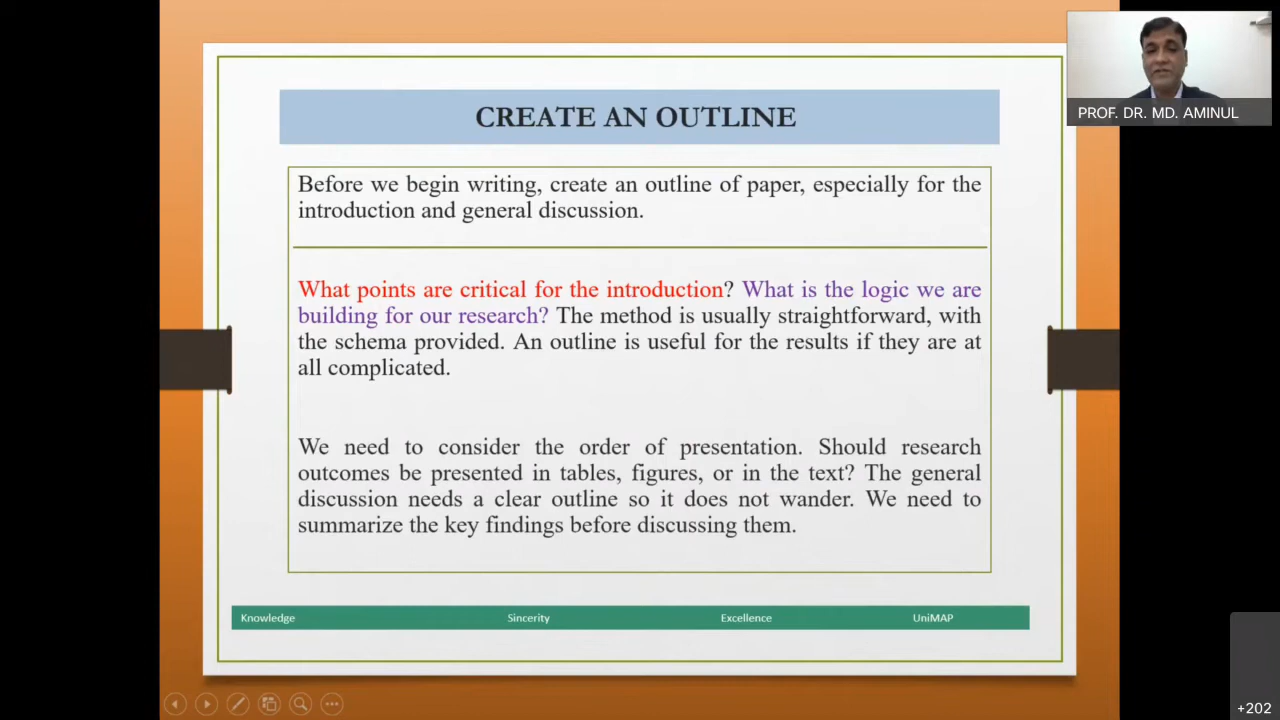 CREATE AN OUTLINE
PROF. DR. MD. AMINUL
Before we begin writing, create an outline of paper, especially for the
introduction and general discussion.
What points are critical for the introduction? What is the logic we are
building for our research? The method is usually straightforward, with
the schema provided. An outline is useful for the results if they are at
all complicated.
We need to consider the order of presentation. Should research
outcomes be presented in tables, figures, or in the text? The general
discussion needs a clear outline so it does not wander. We need to
summarize the key findings before discussing them.
Knowledge Sincerity Excellence UniMAP
+202